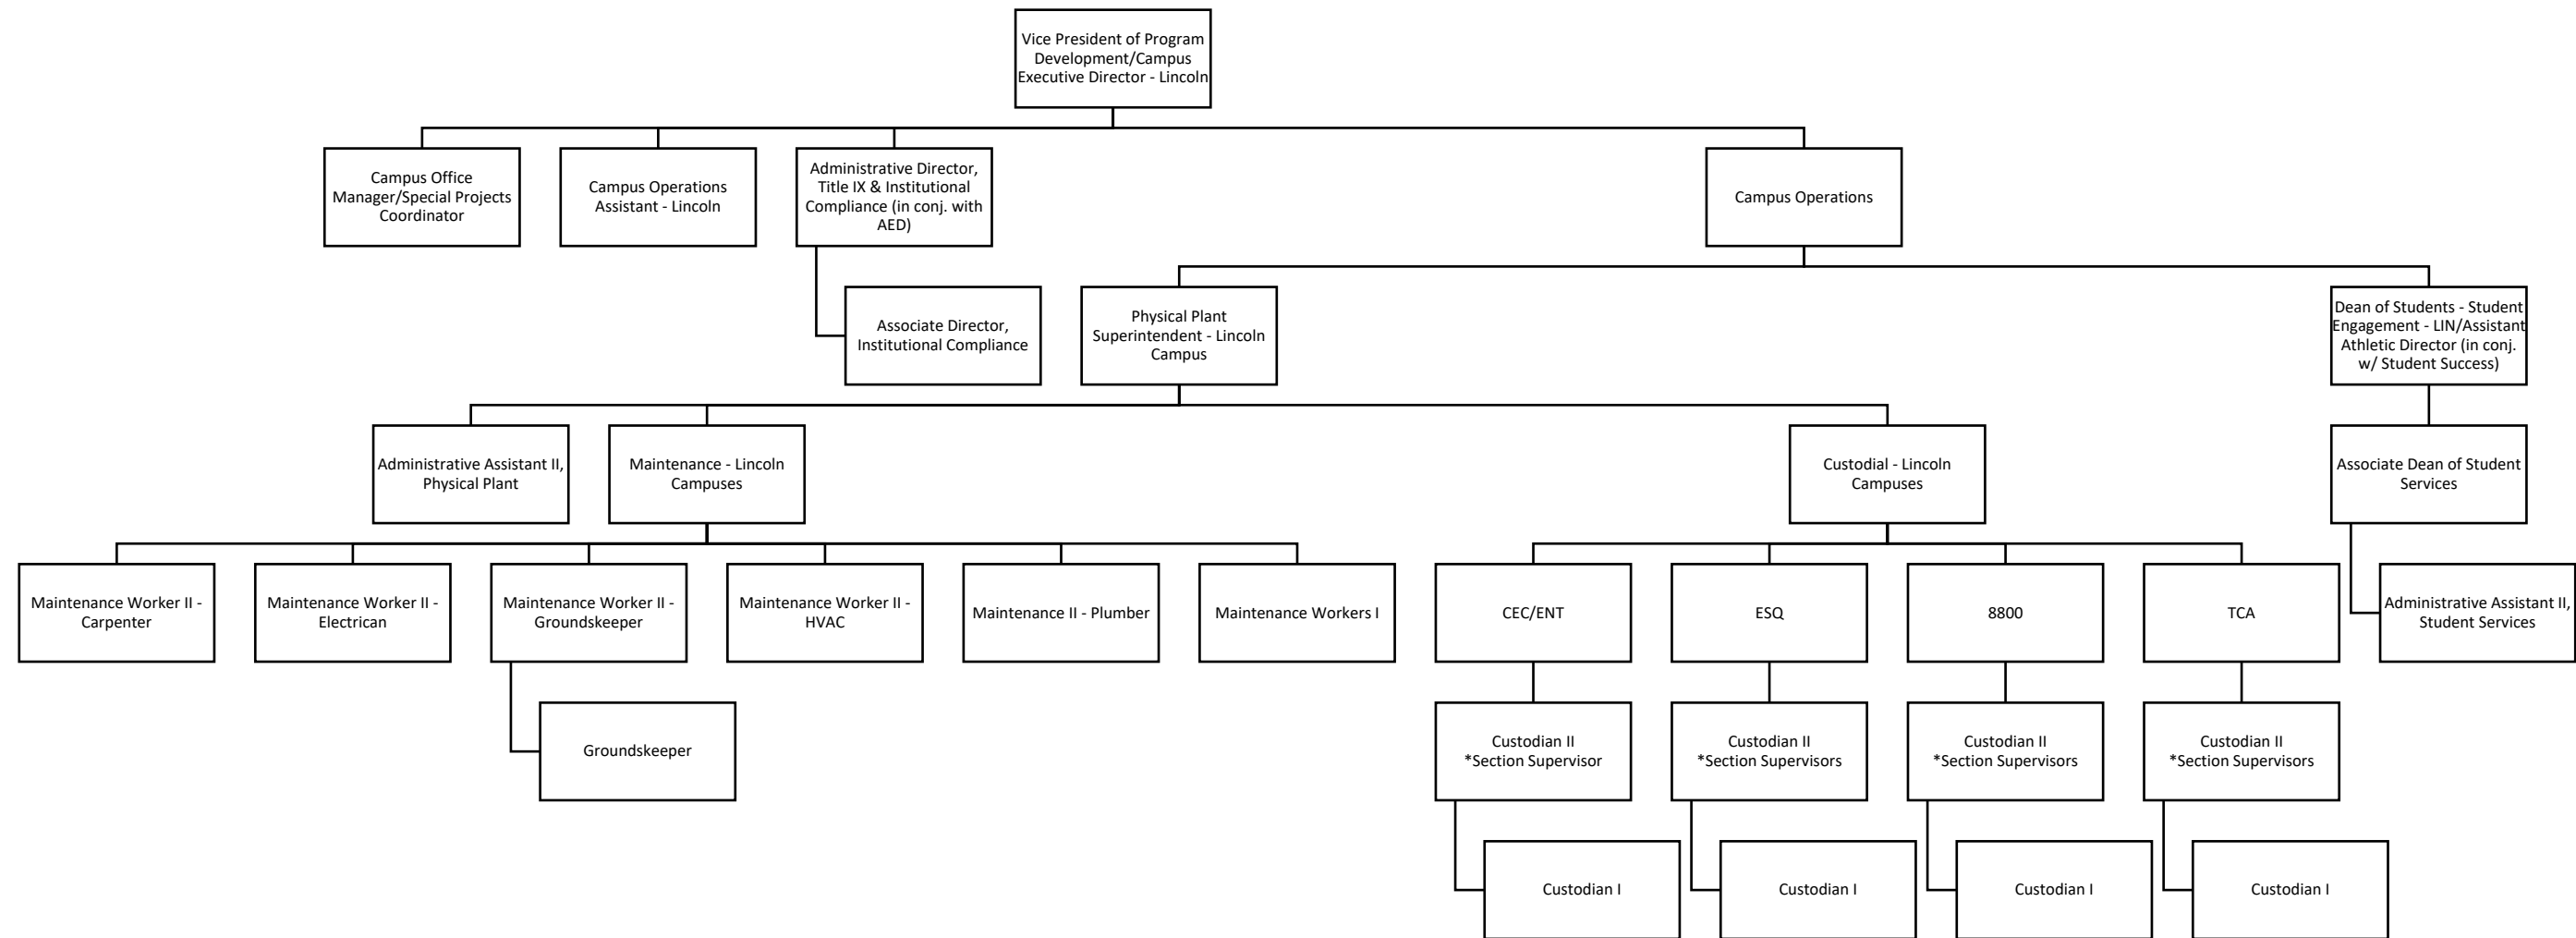 Vice President of Program
Development/Campus
Executive Director - Lincoln
Campus Office
Manager/Special Projects
Coordinator
Campus Operations
Assistant - Lincoln
Administrative Director,
Title IX & Institutional
Compliance (in conj. with
AED)
Campus Operations
Associate Director,
Institutional Compliance
Physical Plant
Superintendent - Lincoln
Campus
Dean of Students - Student
Engagement - LIN/Assistant
Athletic Director (in conj.
w/ Student Success)
Administrative Assistant II,
Physical Plant
Maintenance - Lincoln
Campuses
Custodial - Lincoln
Campuses
Associate Dean of Student
Services
Maintenance Worker II -
Carpenter
Maintenance Worker II -
Electrican
Maintenance Worker II -
Groundskeeper
Maintenance Worker II -
HVAC
Maintenance II - Plumber
Maintenance Workers I
CEC/ENT
ESQ
8800
TCA
Administrative Assistant II,
Student Services
Groundskeeper
Custodian II
*Section Supervisor
Custodian II
*Section Supervisors
Custodian II
*Section Supervisors
Custodian II
*Section Supervisors
Custodian I
Custodian I
Custodian I
Custodian I